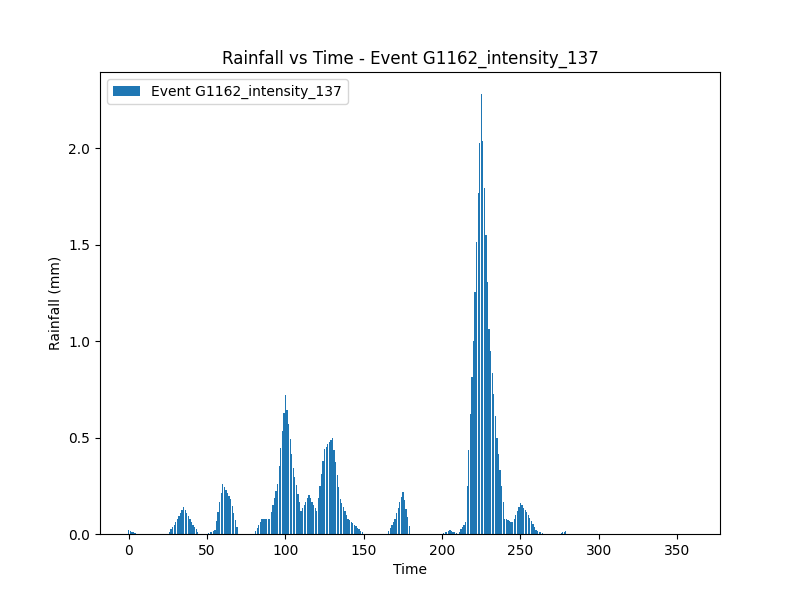 Rainfall vs Time - Event G1162_intensity_137
Event G1162_intensity_137
Rainfall (mm)
2.0
1.5
1.0
0.5
0.0
0 50 100 150 200 250 300 350
Time